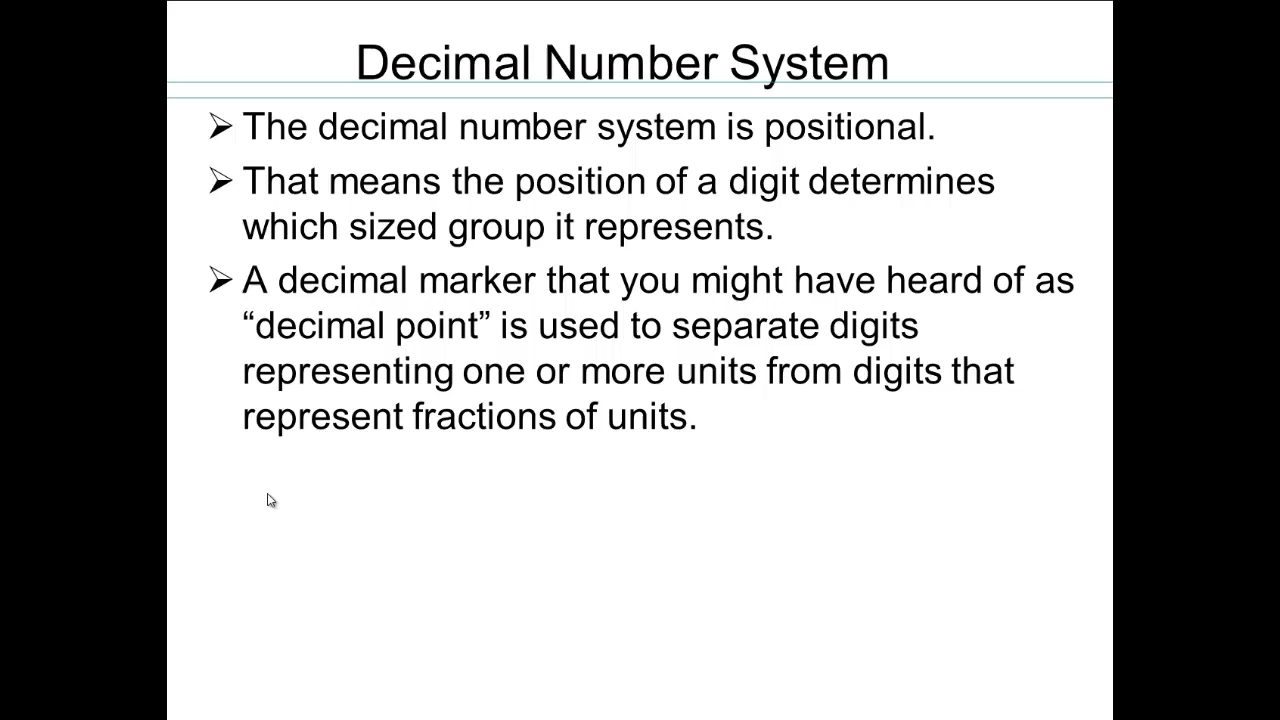 Decimal Number System
➢ The decimal number system is positional.
➢ That means the position of a digit determines
which sized group it represents.
➢ A decimal marker that you might have heard of as
“decimal point” is used to separate digits
representing one or more units from digits that
represent fractions of units.